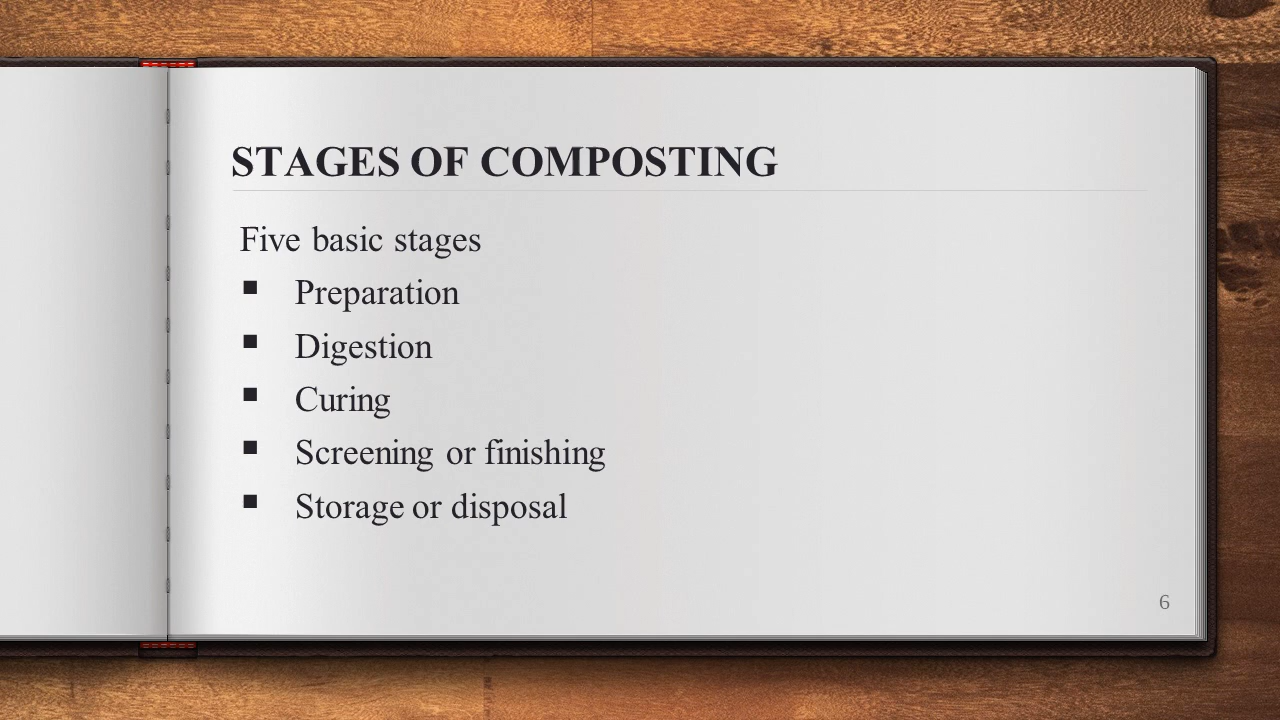 STAGES OF COMPOSTING
Five basic stages
▪ Preparation
▪ Digestion
▪ Curing
▪ Screening or finishing
▪ Storage or disposal
6